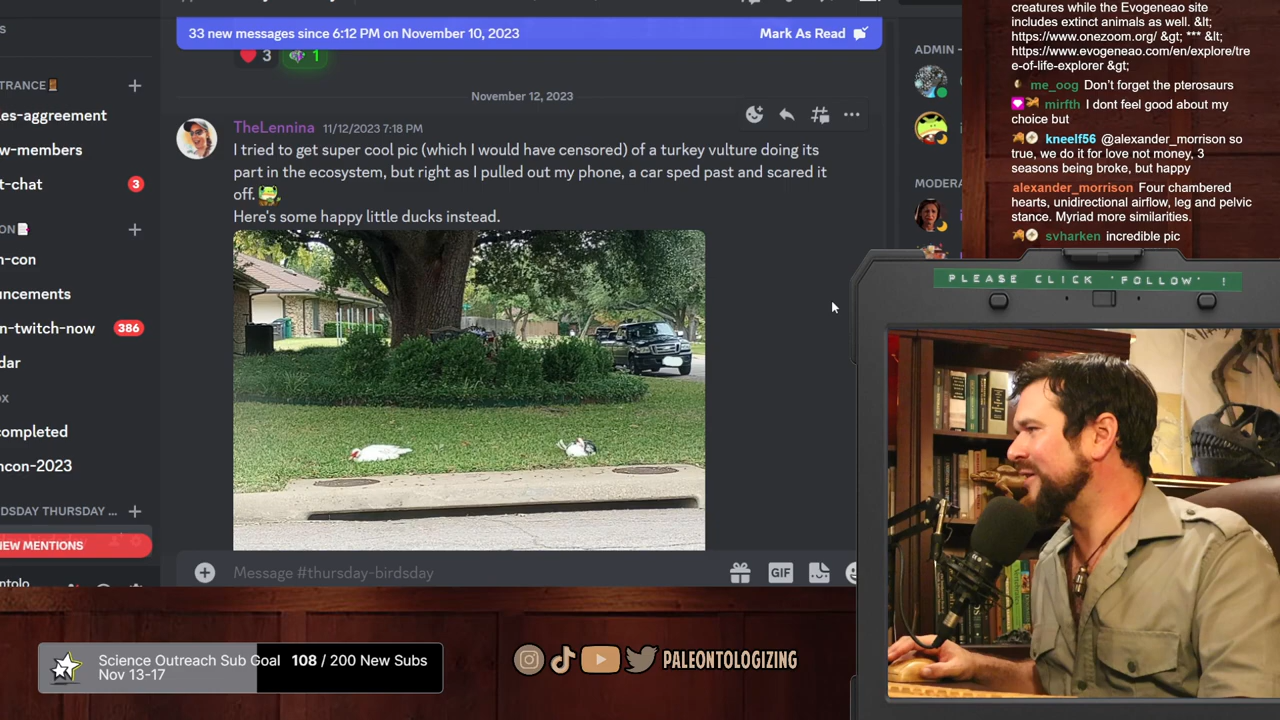 33 new messages since 6:12 PM on November 10, 2023
Mark As Read
3
1
ADMIN -
TRANCE
es-aggreement
w-members
t-chat
3
ON
n-con
uncements
n-twitch-now
386
dar
OX
completed
ncon-2023
DSDAY THURSDAY ...
NEW MENTIONS
ntolo
November 12, 2023
TheLennina 11/12/2023 7:18 PM
I tried to get super cool pic (which I would have censored) of a turkey vulture doing its
part in the ecosystem, but right as I pulled out my phone, a car sped past and scared it
off.
Here's some happy little ducks instead.
Message #thursday-birdsday
GIF
MODERA
creatures while the Evogeneao site
includes extinct animals as well. &lt;
https://www.onezoom.org/ &gt; *** &lt;
https://www.evogeneao.com/en/explore/tre
e-of-life-explorer &gt;
me_oog Don't forget the pterosaurs
mirfth I dont feel good about my
choice but
kneelf56 @alexander_morrison so
true, we do it for love not money, 3
seasons being broke, but happy
alexander_morrison Four chambered
hearts, unidirectional airflow, leg and pelvic
stance. Myriad more similarities.
svharken incredible pic
PLEASE CLICK 'FOLLOW' !
Science Outreach Sub Goal 108 / 200 New Subs
Nov 13-17
PALEONTOLOGIZING